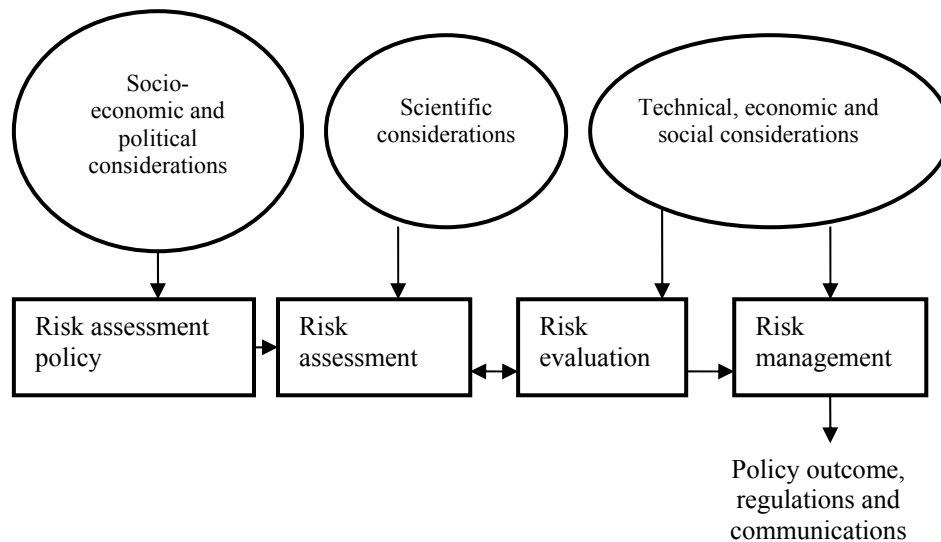 Socio-
economic and
political
considerations
Scientific
considerations
Technical, economic and
social considerations
Risk assessment
policy
Risk
assessment
Risk
evaluation
Risk
management
Policy outcome,
regulations and
communications